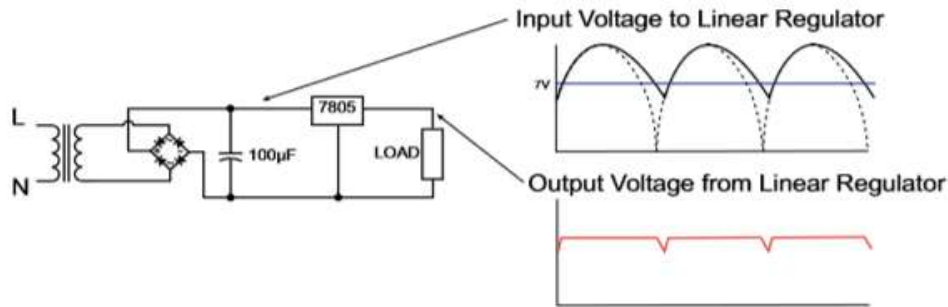 Input Voltage to Linear Regulator
7V
L
7805
100µF
LOAD
N
Output Voltage from Linear Regulator